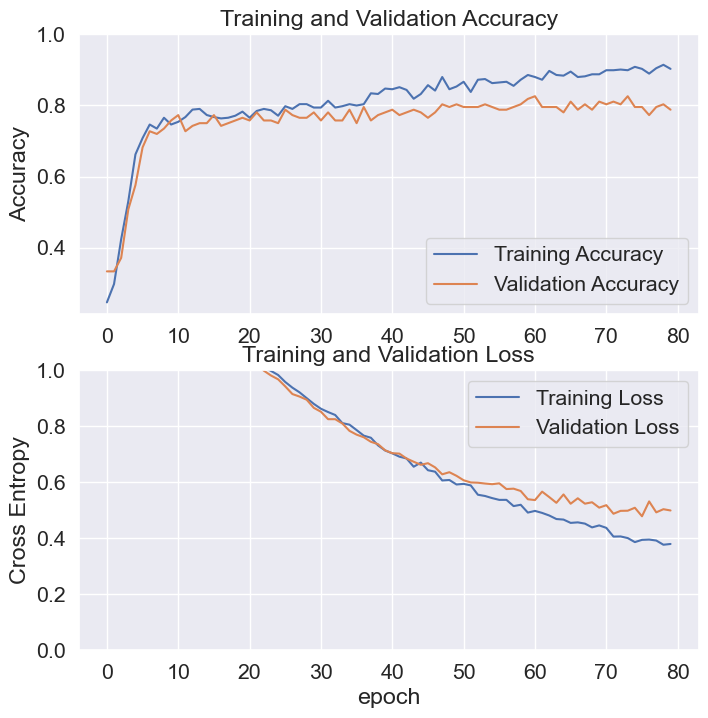 Training and Validation Accuracy
1.0
0.8
0.6
0.4
Accuracy
Training Accuracy
Validation Accuracy
0 10 20 30 40 50 60 70 80
Training and Validation Loss
1.0
0.8
0.6
0.4
0.2
0.0
Cross Entropy
Training Loss
Validation Loss
0 10 20 30 40 50 60 70 80
epoch